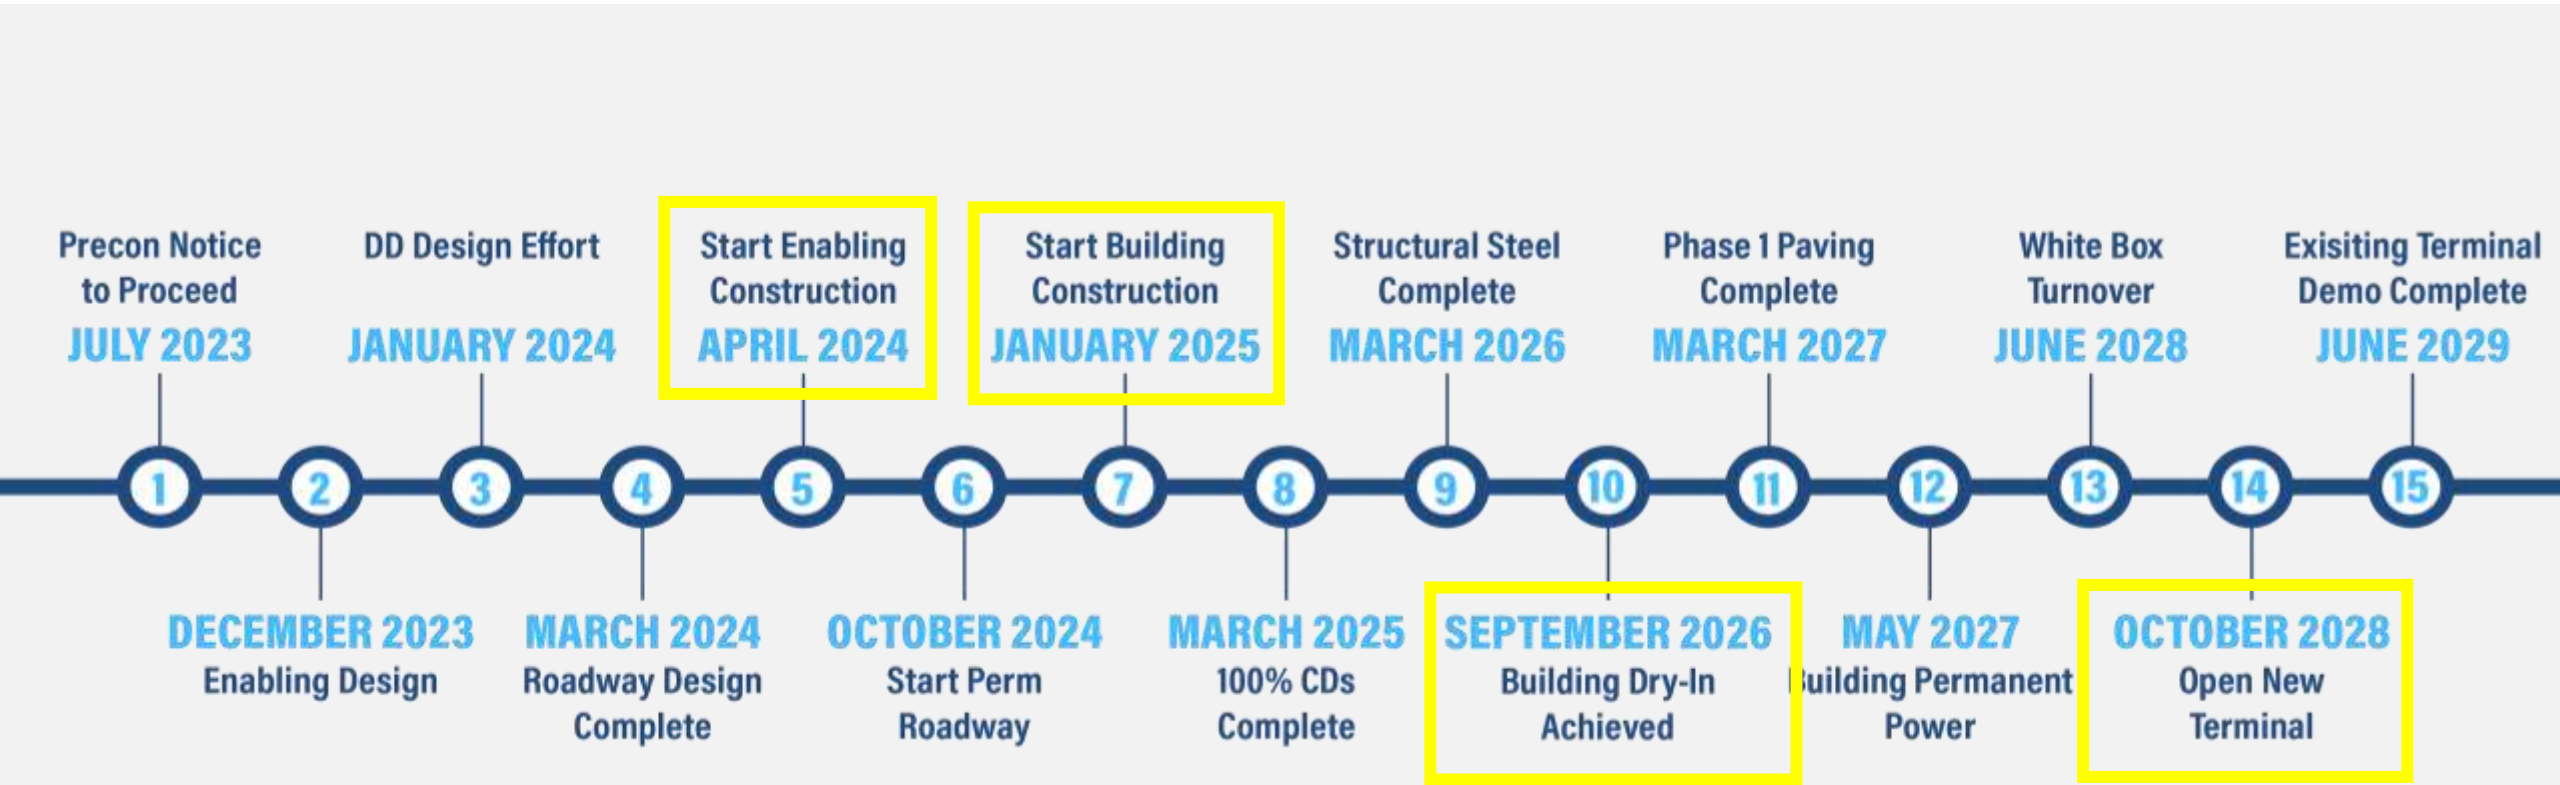 Precon Notice
to Proceed
JULY 2023
DD Design Effort
JANUARY 2024
Start Enabling
Construction
APRIL 2024
Start Building
Construction
JANUARY 2025
Structural Steel
Complete
MARCH 2026
Phase 1 Paving
Complete
MARCH 2027
White Box
Turnover
JUNE 2028
Exisiting Terminal
Demo Complete
JUNE 2029
1 2 3 4 5 6 7 8 9 10 11 12 13 14 15
DECEMBER 2023
Enabling Design
MARCH 2024
Roadway Design
Complete
OCTOBER 2024
Start Perm
Roadway
MARCH 2025
100% CDs
Complete
SEPTEMBER 2026
Building Dry-In
Achieved
MAY 2027
Building Permanent
Power
OCTOBER 2028
Open New
Terminal